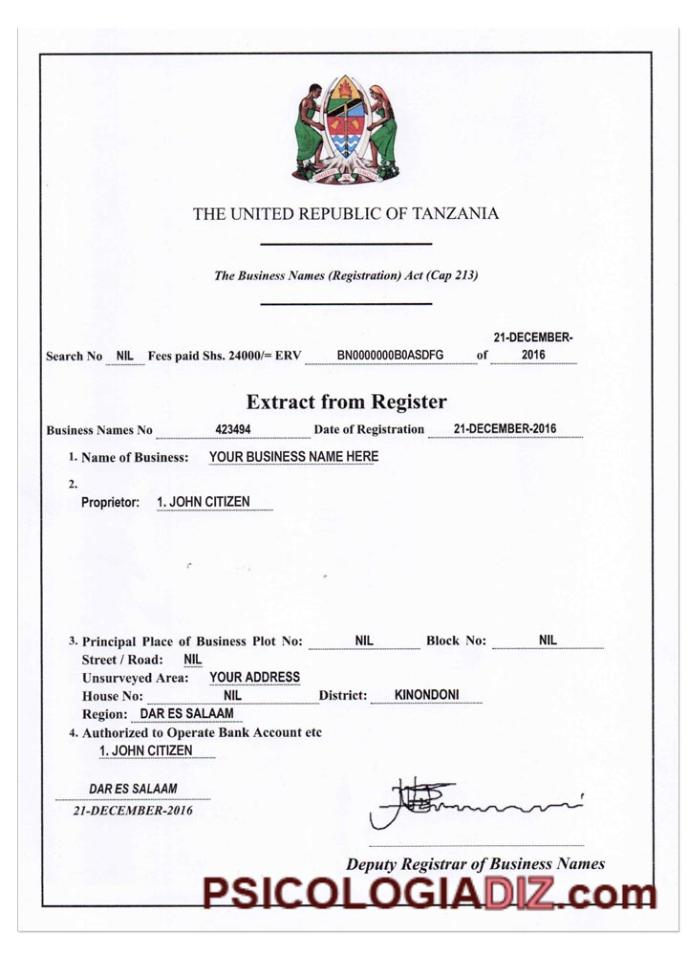 THE UNITED REPUBLIC OF TANZANIA
The Business Names (Registration) Act (Cap 213)
21-DECEMBER-
Search No NIL Fees paid Shs. 24000/= ERV BN0000000B0ASDFG of 2016
Extract from Register
Business Names No 423494 Date of Registration 21-DECEMBER-2016
1. Name of Business: YOUR BUSINESS NAME HERE
2.
Proprietor: 1. JOHN CITIZEN
3. Principal Place of Business Plot No: NIL Block No: NIL
Street / Road: NIL
Unsurveyed Area: YOUR ADDRESS
House No: NIL District: KINONDONI
Region: DAR ES SALAAM
4. Authorized to Operate Bank Account etc
1. JOHN CITIZEN
DAR ES SALAAM
21-DECEMBER-2016
Deputy Registrar of Business Names
PSICOLOGIADIZ.com